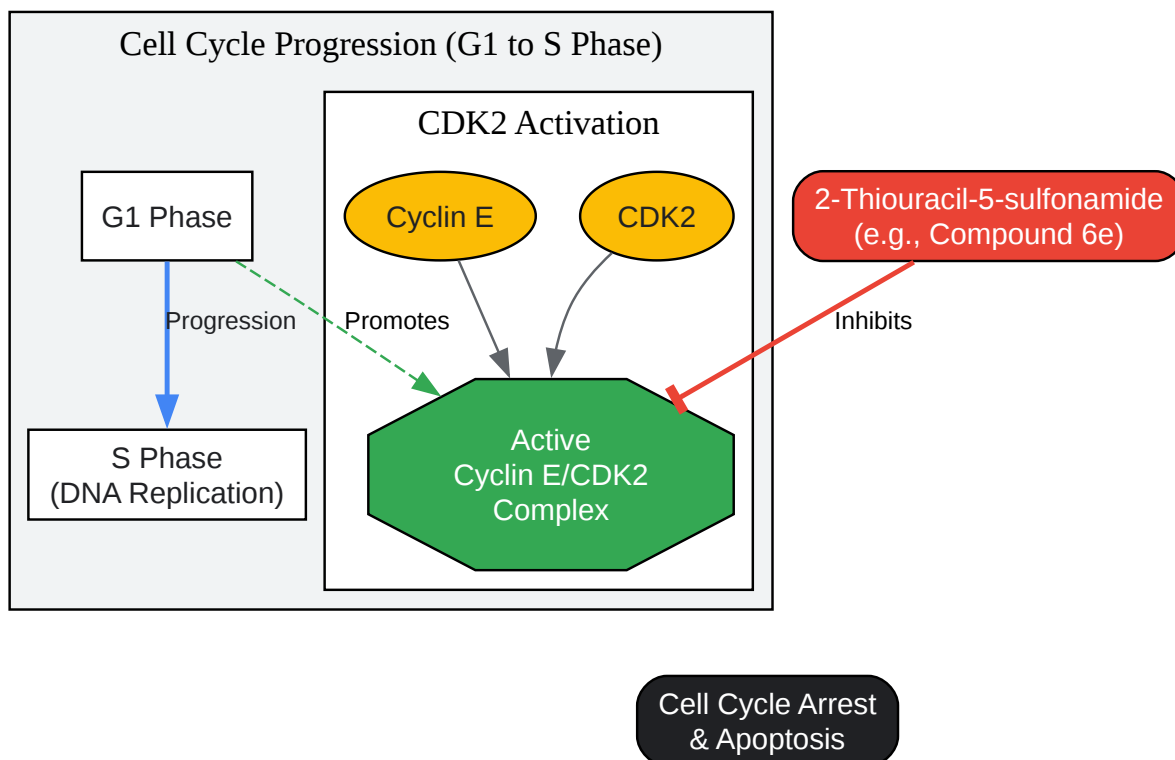 Cell Cycle Progression (G1 to S Phase)
CDK2 Activation
G1 Phase
Cyclin E
CDK2
2-Thiouracil-5-sulfonamide
(e.g., Compound 6e)
Progression
Promotes
Inhibits
S Phase
(DNA Replication)
Active
Cyclin E/CDK2
Complex
Cell Cycle Arrest
& Apoptosis